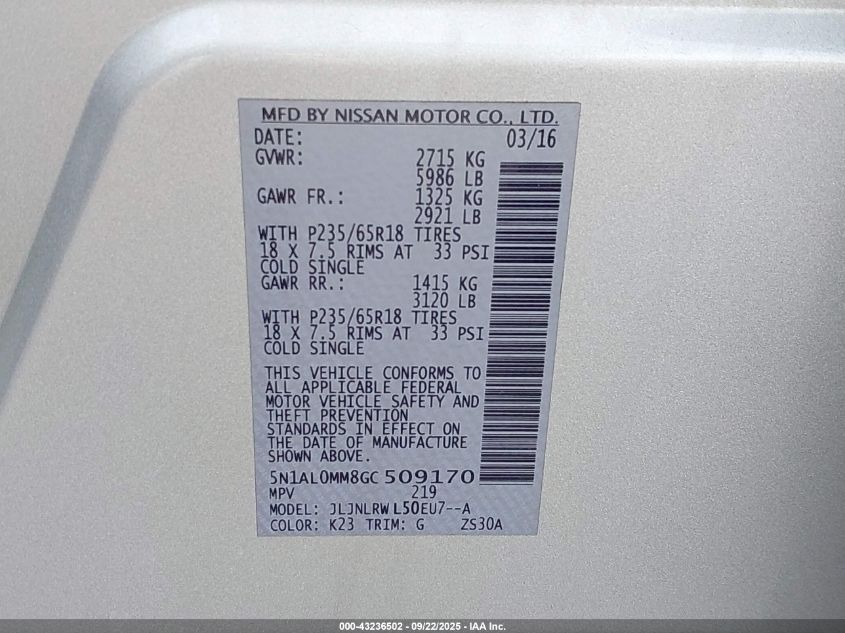 MFD BY NISSAN MOTOR CO., LTD.
DATE: 03/16
GVWR: 2715 KG
5986 LB
GAWR FR.: 1325 KG
2921 LB
WITH P235/65R18 TIRES
18 X 7.5 RIMS AT 33 PSI
COLD SINGLE
GAWR RR.: 1415 KG
3120 LB
WITH P235/65R18 TIRES
18 X 7.5 RIMS AT 33 PSI
COLD SINGLE
THIS VEHICLE CONFORMS TO
ALL APPLICABLE FEDERAL
MOTOR VEHICLE SAFETY AND
THEFT PREVENTION
STANDARDS IN EFFECT ON
THE DATE OF MANUFACTURE
SHOWN ABOVE.
5N1AL0MM8GC 509170
MPV 219
MODEL: JLJNLRW L50EU7--A
COLOR: K23 TRIM: G ZS30A
000-43236502 - 09/22/2025 - IAA Inc.